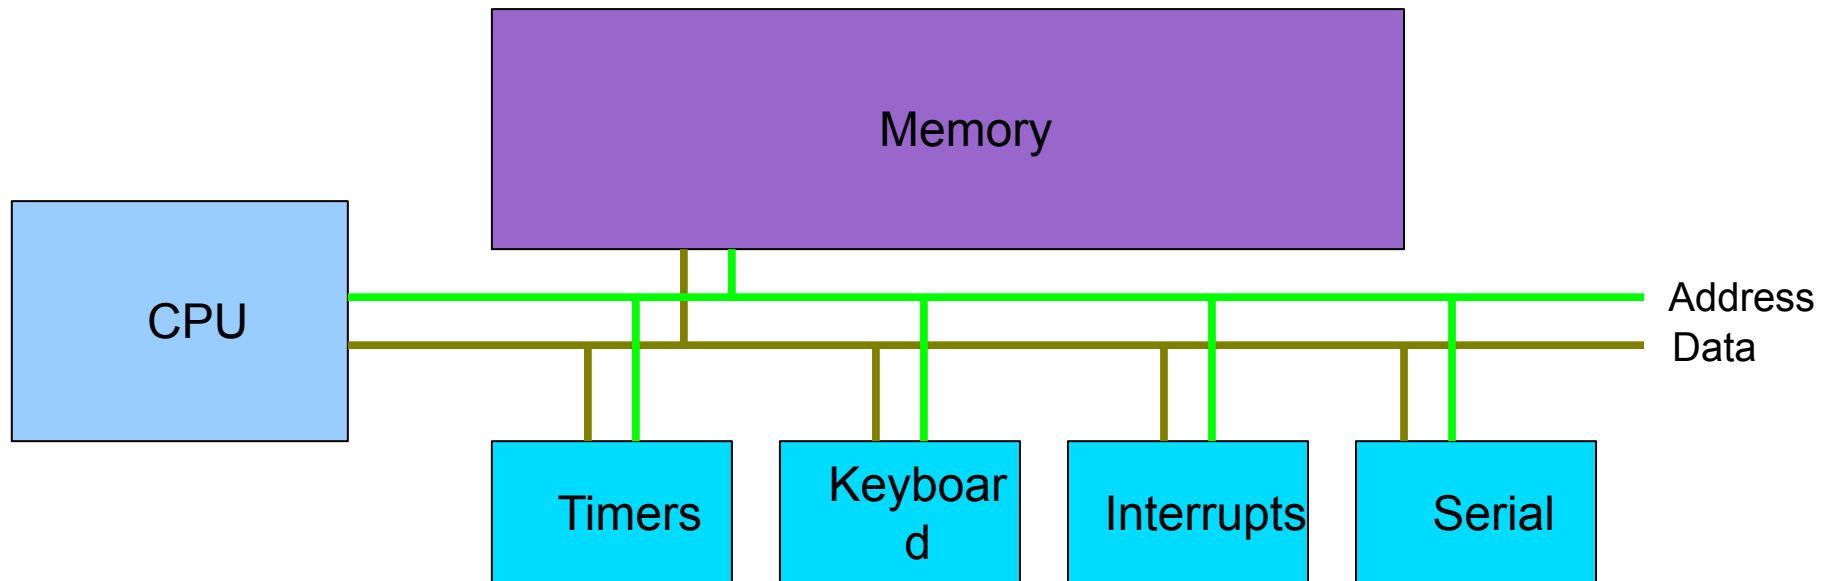 Memory
CPU
Address
Data
Timers
Keyboar
d
Interrupts
Serial